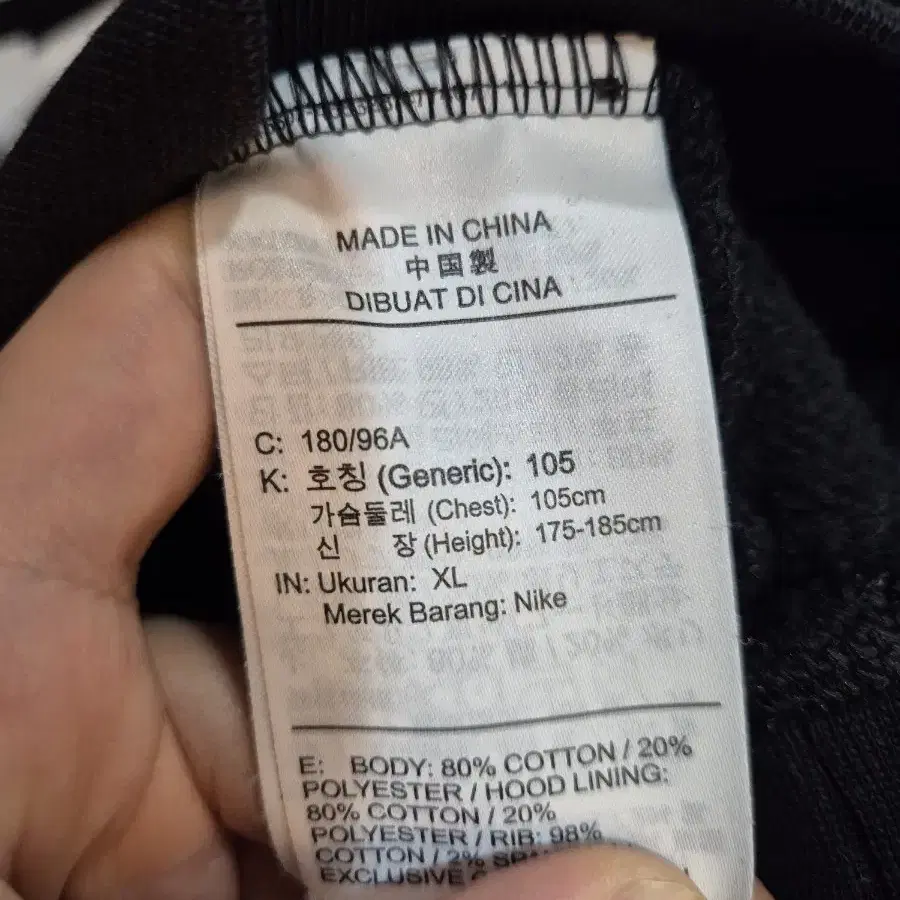 MADE IN CHINA
中国製
DIBUAT DI CINA
C: 180/96A
K: 호칭 (Generic): 105
가슴둘레 (Chest): 105cm
신 장 (Height): 175-185cm
IN: Ukuran: XL
Merek Barang: Nike
E: BODY: 80% COTTON / 20%
POLYESTER / HOOD LINING:
80% COTTON / 20%
POLYESTER / RIB: 98%
COTTON / 2%
EXCLUSIVE